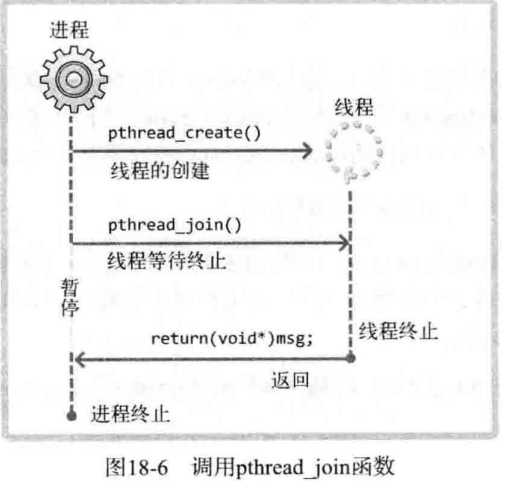 进程
线程
pthread_create()
线程的创建
pthread_join()
线程等待终止
暂停
return(void*)msg;
线程终止
返回
进程终止
图18-6 调用pthread_join函数